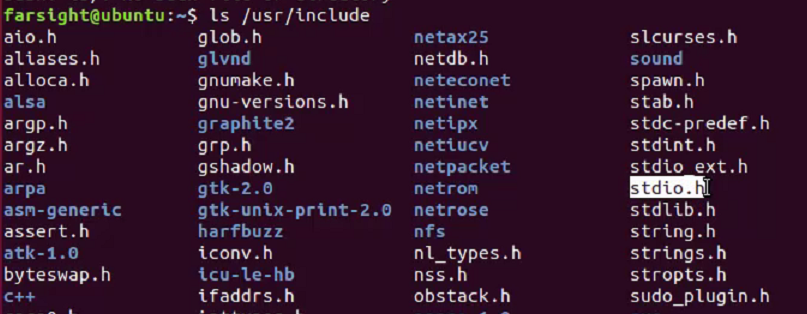 farsight@ubuntu:~$ ls /usr/include
aio.h glob.h netax25 slcurses.h
aliases.h glvnd netdb.h sound
alloca.h gnumake.h neteconet spawn.h
alsa gnu-versions.h netinet stab.h
argp.h graphite2 netipx stdc-predef.h
argz.h grp.h netiucv stdint.h
ar.h gshadow.h netpacket stdio_ext.h
arpa gtk-2.0 netrom stdio.h
asm-generic gtk-unix-print-2.0 netrose stdlib.h
assert.h harfbuzz nfs string.h
atk-1.0 iconv.h nl_types.h strings.h
byteswap.h icu-le-hb nss.h stropts.h
c++ ifaddrs.h obstack.h sudo_plugin.h